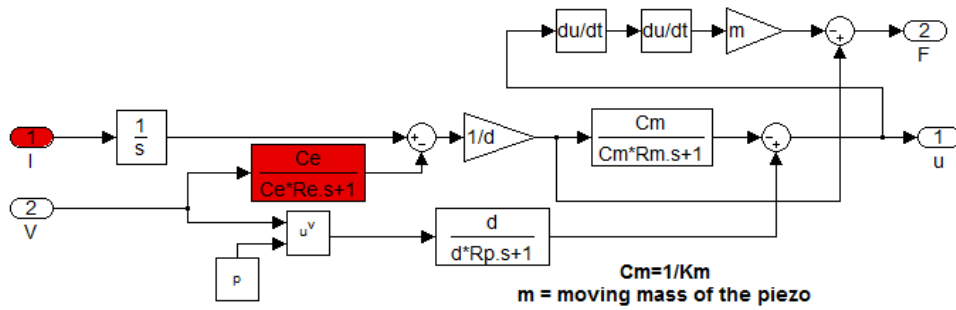 du/dt
du/dt
m
−
+
2
F
1
I
1
s
+
−
1/d
Cm
Cm*Rm.s+1
−
+
1
u
Ce
Ce*Re.s+1
2
V
u^v
p
d
d*Rp.s+1
Cm=1/Km
m = moving mass of the piezo